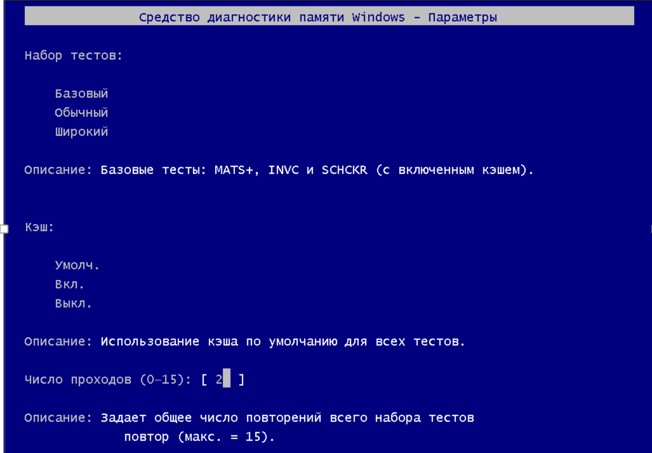 Средство диагностики памяти Windows – Параметры
Набор тестов:
Базовый
Обычный
Широкий
Описание: Базовые тесты: MATS+, INVC и SCHCKR (с включенным кэшем).
Кэш:
Умолч.
Вкл.
Выкл.
Описание: Использование кэша по умолчанию для всех тестов.
Число проходов (0–15): [ 2 ]
Описание: Задает общее число повторений всего набора тестов
повтор (макс. = 15).